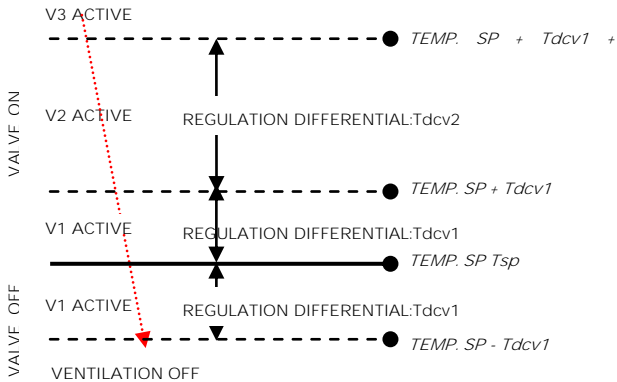 V3 ACTIVE
TEMP. SP + Tdcv1 +
V2 ACTIVE
REGULATION DIFFERENTIAL:Tdcv2
VALVE ON
TEMP. SP + Tdcv1
V1 ACTIVE
REGULATION DIFFERENTIAL:Tdcv1
TEMP. SP Tsp
V1 ACTIVE
REGULATION DIFFERENTIAL:Tdcv1
VALVE OFF
TEMP. SP - Tdcv1
VENTILATION OFF